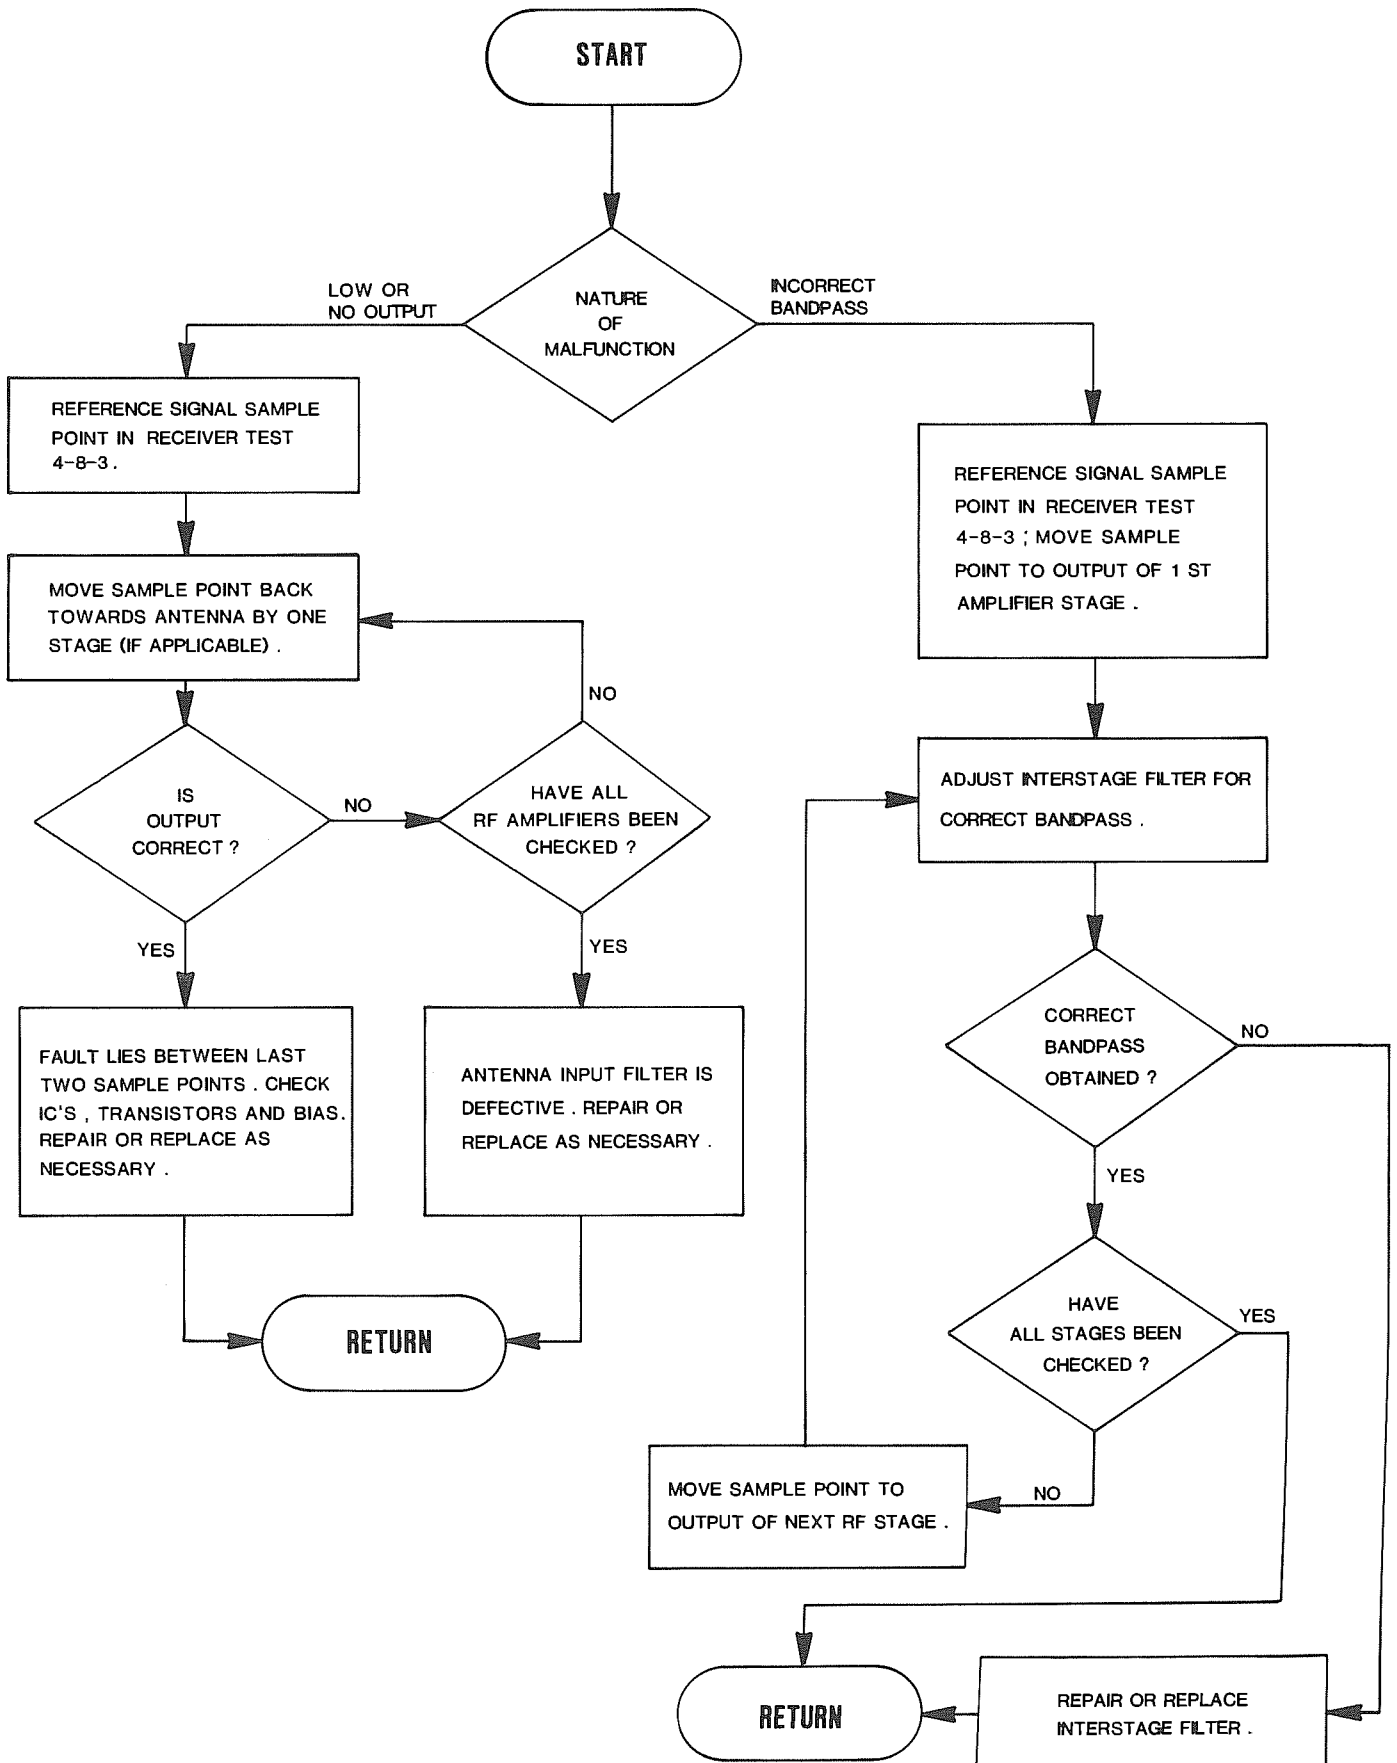 START
NATURE
OF
MALFUNCTION
LOW OR
NO OUTPUT
INCORRECT
BANDPASS
REFERENCE SIGNAL SAMPLE
POINT IN RECEIVER TEST
4-8-3.
MOVE SAMPLE POINT BACK
TOWARDS ANTENNA BY ONE
STAGE (IF APPLICABLE) .
IS
OUTPUT
CORRECT ?
NO
HAVE ALL
RF AMPLIFIERS BEEN
CHECKED ?
NO
YES
YES
FAULT LIES BETWEEN LAST
TWO SAMPLE POINTS . CHECK
IC'S , TRANSISTORS AND BIAS.
REPAIR OR REPLACE AS
NECESSARY .
ANTENNA INPUT FILTER IS
DEFECTIVE . REPAIR OR
REPLACE AS NECESSARY .
RETURN
REFERENCE SIGNAL SAMPLE
POINT IN RECEIVER TEST
4-8-3 ; MOVE SAMPLE
POINT TO OUTPUT OF 1 ST
AMPLIFIER STAGE .
ADJUST INTERSTAGE FILTER FOR
CORRECT BANDPASS .
CORRECT
BANDPASS
OBTAINED ?
NO
YES
HAVE
ALL STAGES BEEN
CHECKED ?
YES
NO
MOVE SAMPLE POINT TO
OUTPUT OF NEXT RF STAGE .
RETURN
REPAIR OR REPLACE
INTERSTAGE FILTER .